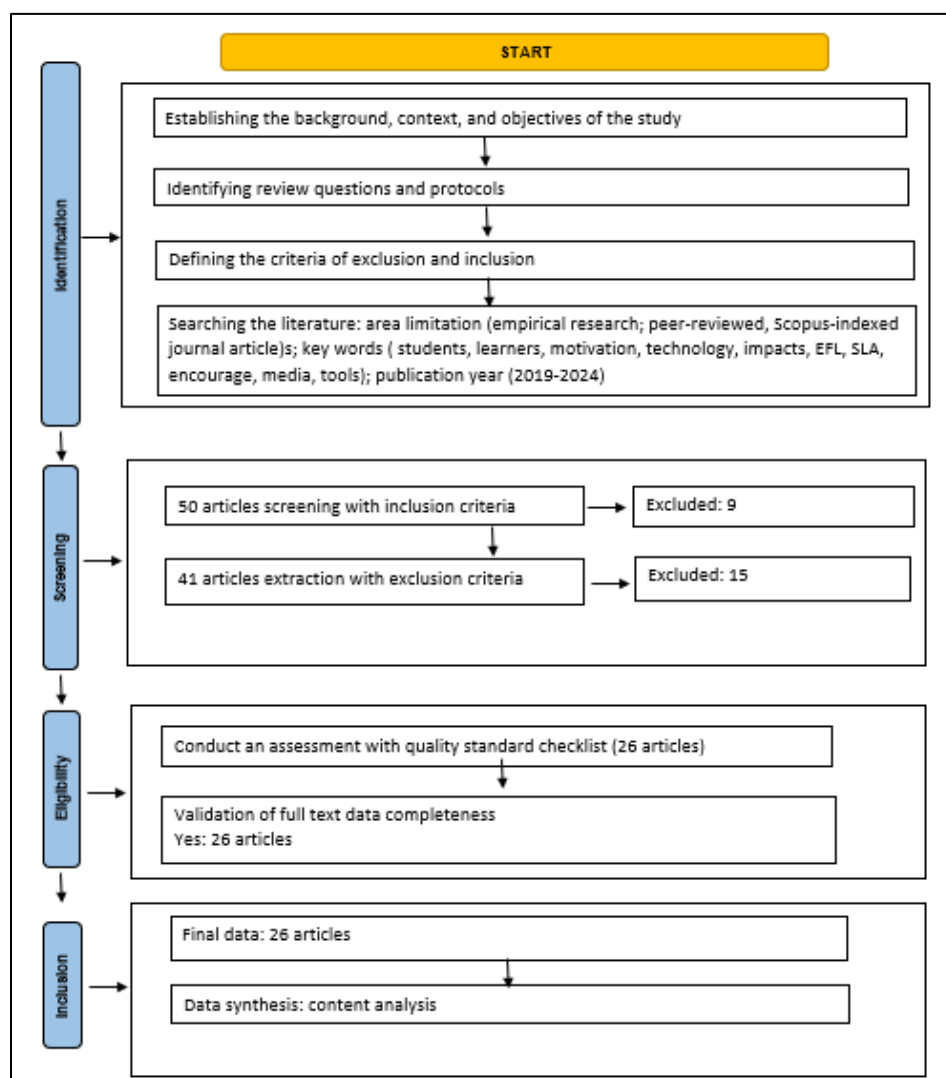 START
Identification
Establishing the background, context, and objectives of the study
Identifying review questions and protocols
Defining the criteria of exclusion and inclusion
Searching the literature: area limitation (empirical research; peer-reviewed, Scopus-indexed
journal article)s; key words ( students, learners, motivation, technology, impacts, EFL, SLA,
encourage, media, tools); publication year (2019-2024)
Screening
50 articles screening with inclusion criteria
Excluded: 9
41 articles extraction with exclusion criteria
Excluded: 15
Eligibility
Conduct an assessment with quality standard checklist (26 articles)
Validation of full text data completeness
Yes: 26 articles
Inclusion
Final data: 26 articles
Data synthesis: content analysis